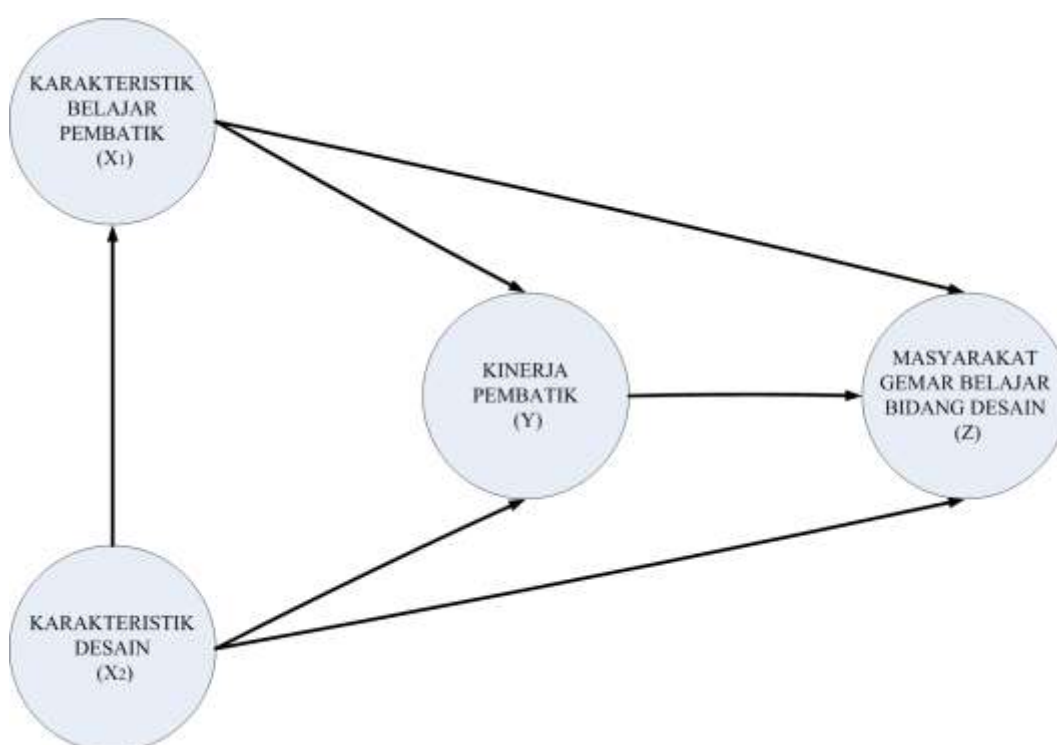 KARAKTERISTIK
BELAJAR
PEMBATIK
(X1)
KINERJA
PEMBATIK
(Y)
MASYARAKAT
GEMAR BELAJAR
BIDANG DESAIN
(Z)
KARAKTERISTIK
DESAIN
(X2)